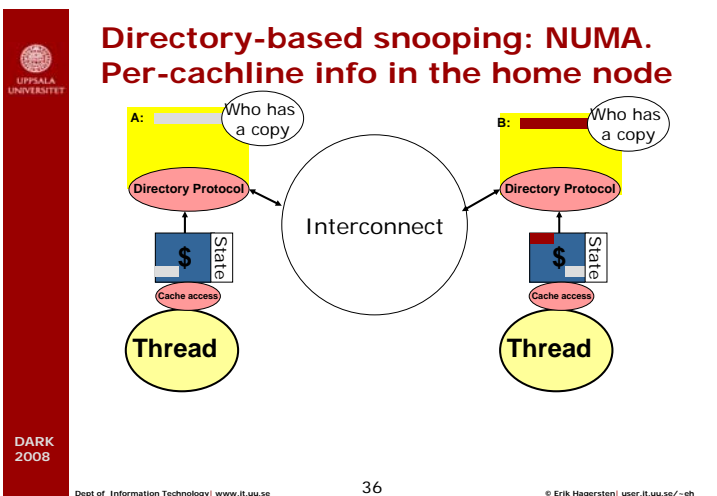 Directory-based snooping: NUMA.
Per-cachline info in the home node
UPPSALA
UNIVERSITET
A:
Who has
a copy
B:
Who has
a copy
Directory Protocol
Directory Protocol
Interconnect
$
State
$
State
Cache access
Cache access
Thread
Thread
DARK
2008
Dept of Information Technology| www.it.uu.se
36
© Erik Hagersten| user.it.uu.se/~eh